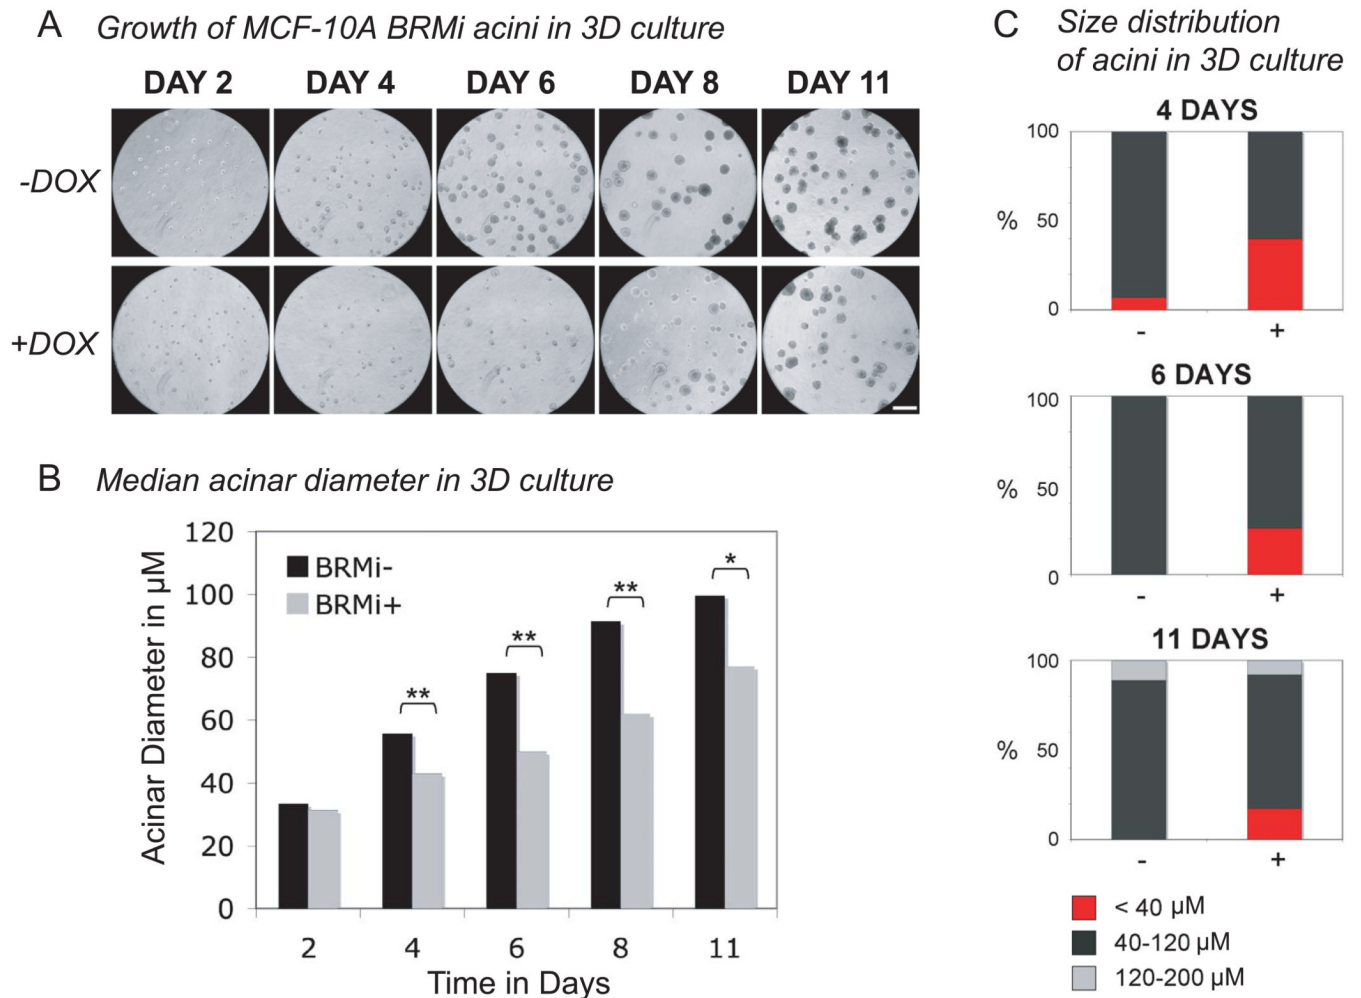 A Growth of MCF-10A BRMi acini in 3D culture
DAY 2 DAY 4 DAY 6 DAY 8 DAY 11
-DOX
+DOX
B Median acinar diameter in 3D culture
Acinar Diameter in µM
120
100
80
60
40
20
0
BRMi-
BRMi+
**
**
**
*
2 4 6 8 11
Time in Days
C Size distribution
of acini in 3D culture
4 DAYS
100
% 50
0
- +
6 DAYS
100
% 50
0
- +
11 DAYS
100
% 50
0
- +
< 40 µM
40-120 µM
120-200 µM